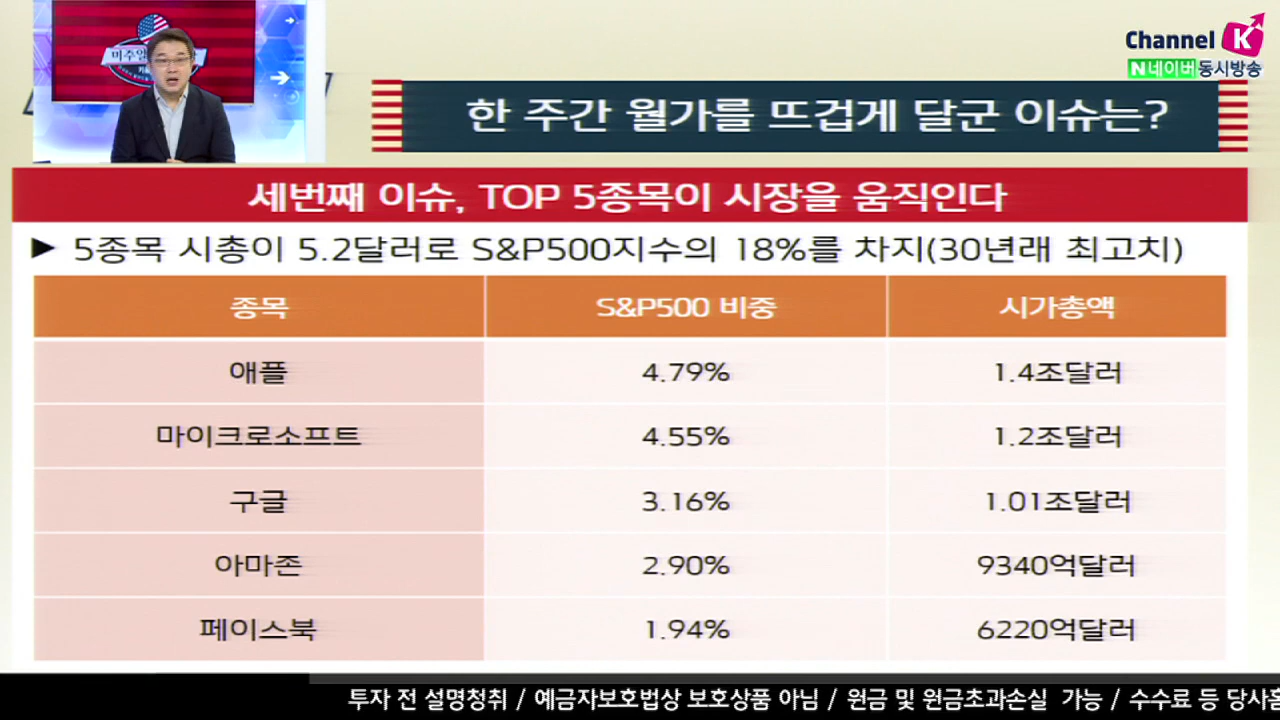 Channel K
N네이버 동시방송
한 주간 월가를 뜨겁게 달군 이슈는?
세번째 이슈, TOP 5종목이 시장을 움직인다
▶ 5종목 시총이 5.2달러로 S&P500지수의 18%를 차지(30년래 최고치)
종목 S&P500 비중 시가총액
애플 4.79% 1.4조달러
마이크로소프트 4.55% 1.2조달러
구글 3.16% 1.01조달러
아마존 2.90% 9340억달러
페이스북 1.94% 6220억달러
투자 전 설명청취 / 예금자보호법상 보호상품 아님 / 원금 및 원금초과손실 가능 / 수수료 등 당사